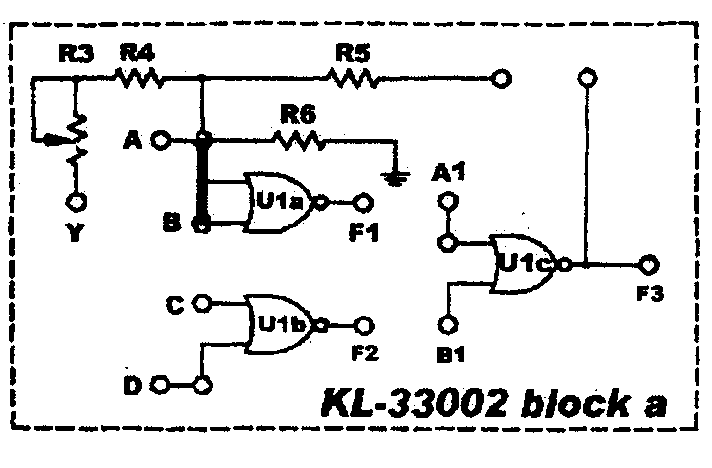 R3 R4 R5
R6
A
A1
U1a
B
F1
Y
U1c
F3
C
U1b
F2
B1
D
KL-33002 block a